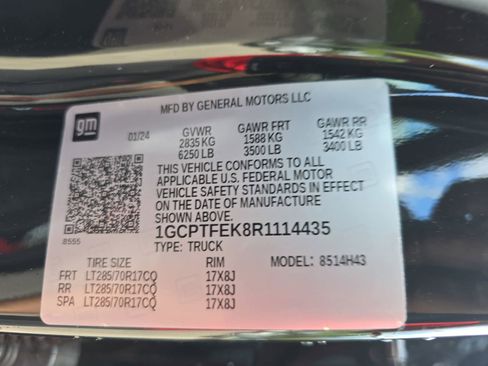 MFD BY GENERAL MOTORS LLC
gm
01/24
GVWR GAWR FRT GAWR RR
2835 KG 1588 KG 1542 KG
6250 LB 3500 LB 3400 LB
THIS VEHICLE CONFORMS TO ALL
APPLICABLE U.S. FEDERAL MOTOR
VEHICLE SAFETY STANDARDS IN EFFECT
ON THE DATE OF MANUFACTURE
SHOWN ABOVE.
8555
1GCPTFEK8R1114435
TYPE: TRUCK
TIRE SIZE RIM MODEL: 8514H43
FRT LT285/70R17CQ 17X8J
RR LT285/70R17CQ 17X8J
SPA LT285/70R17CQ 17X8J